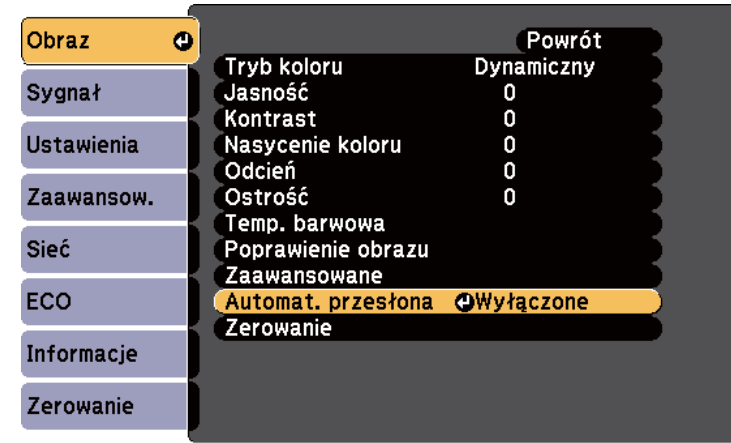 Obraz
Sygnał
Ustawienia
Zaawansow.
Sieć
ECO
Informacje
Zerowanie
Powrót
Tryb koloru Dynamiczny
Jasność 0
Kontrast 0
Nasycenie koloru 0
Odcień 0
Ostrość 0
Temp. barwowa
Poprawienie obrazu
Zaawansowane
Automat. przesłona Wyłączone
Zerowanie